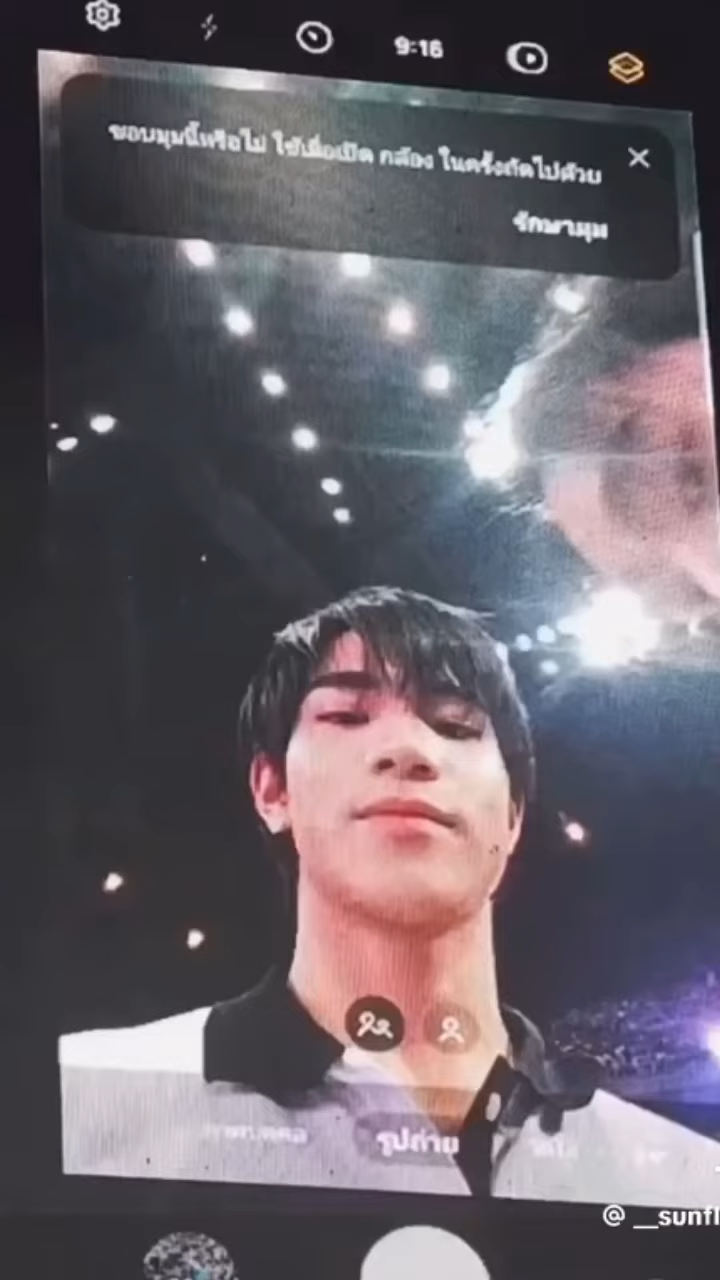 9:16
ชอบมุมนี้หรือไม่ ใช้เมื่อเปิด กล้อง ในครั้งถัดไปด้วย
รักษามุม
รูปถ่าย
@__sunfl